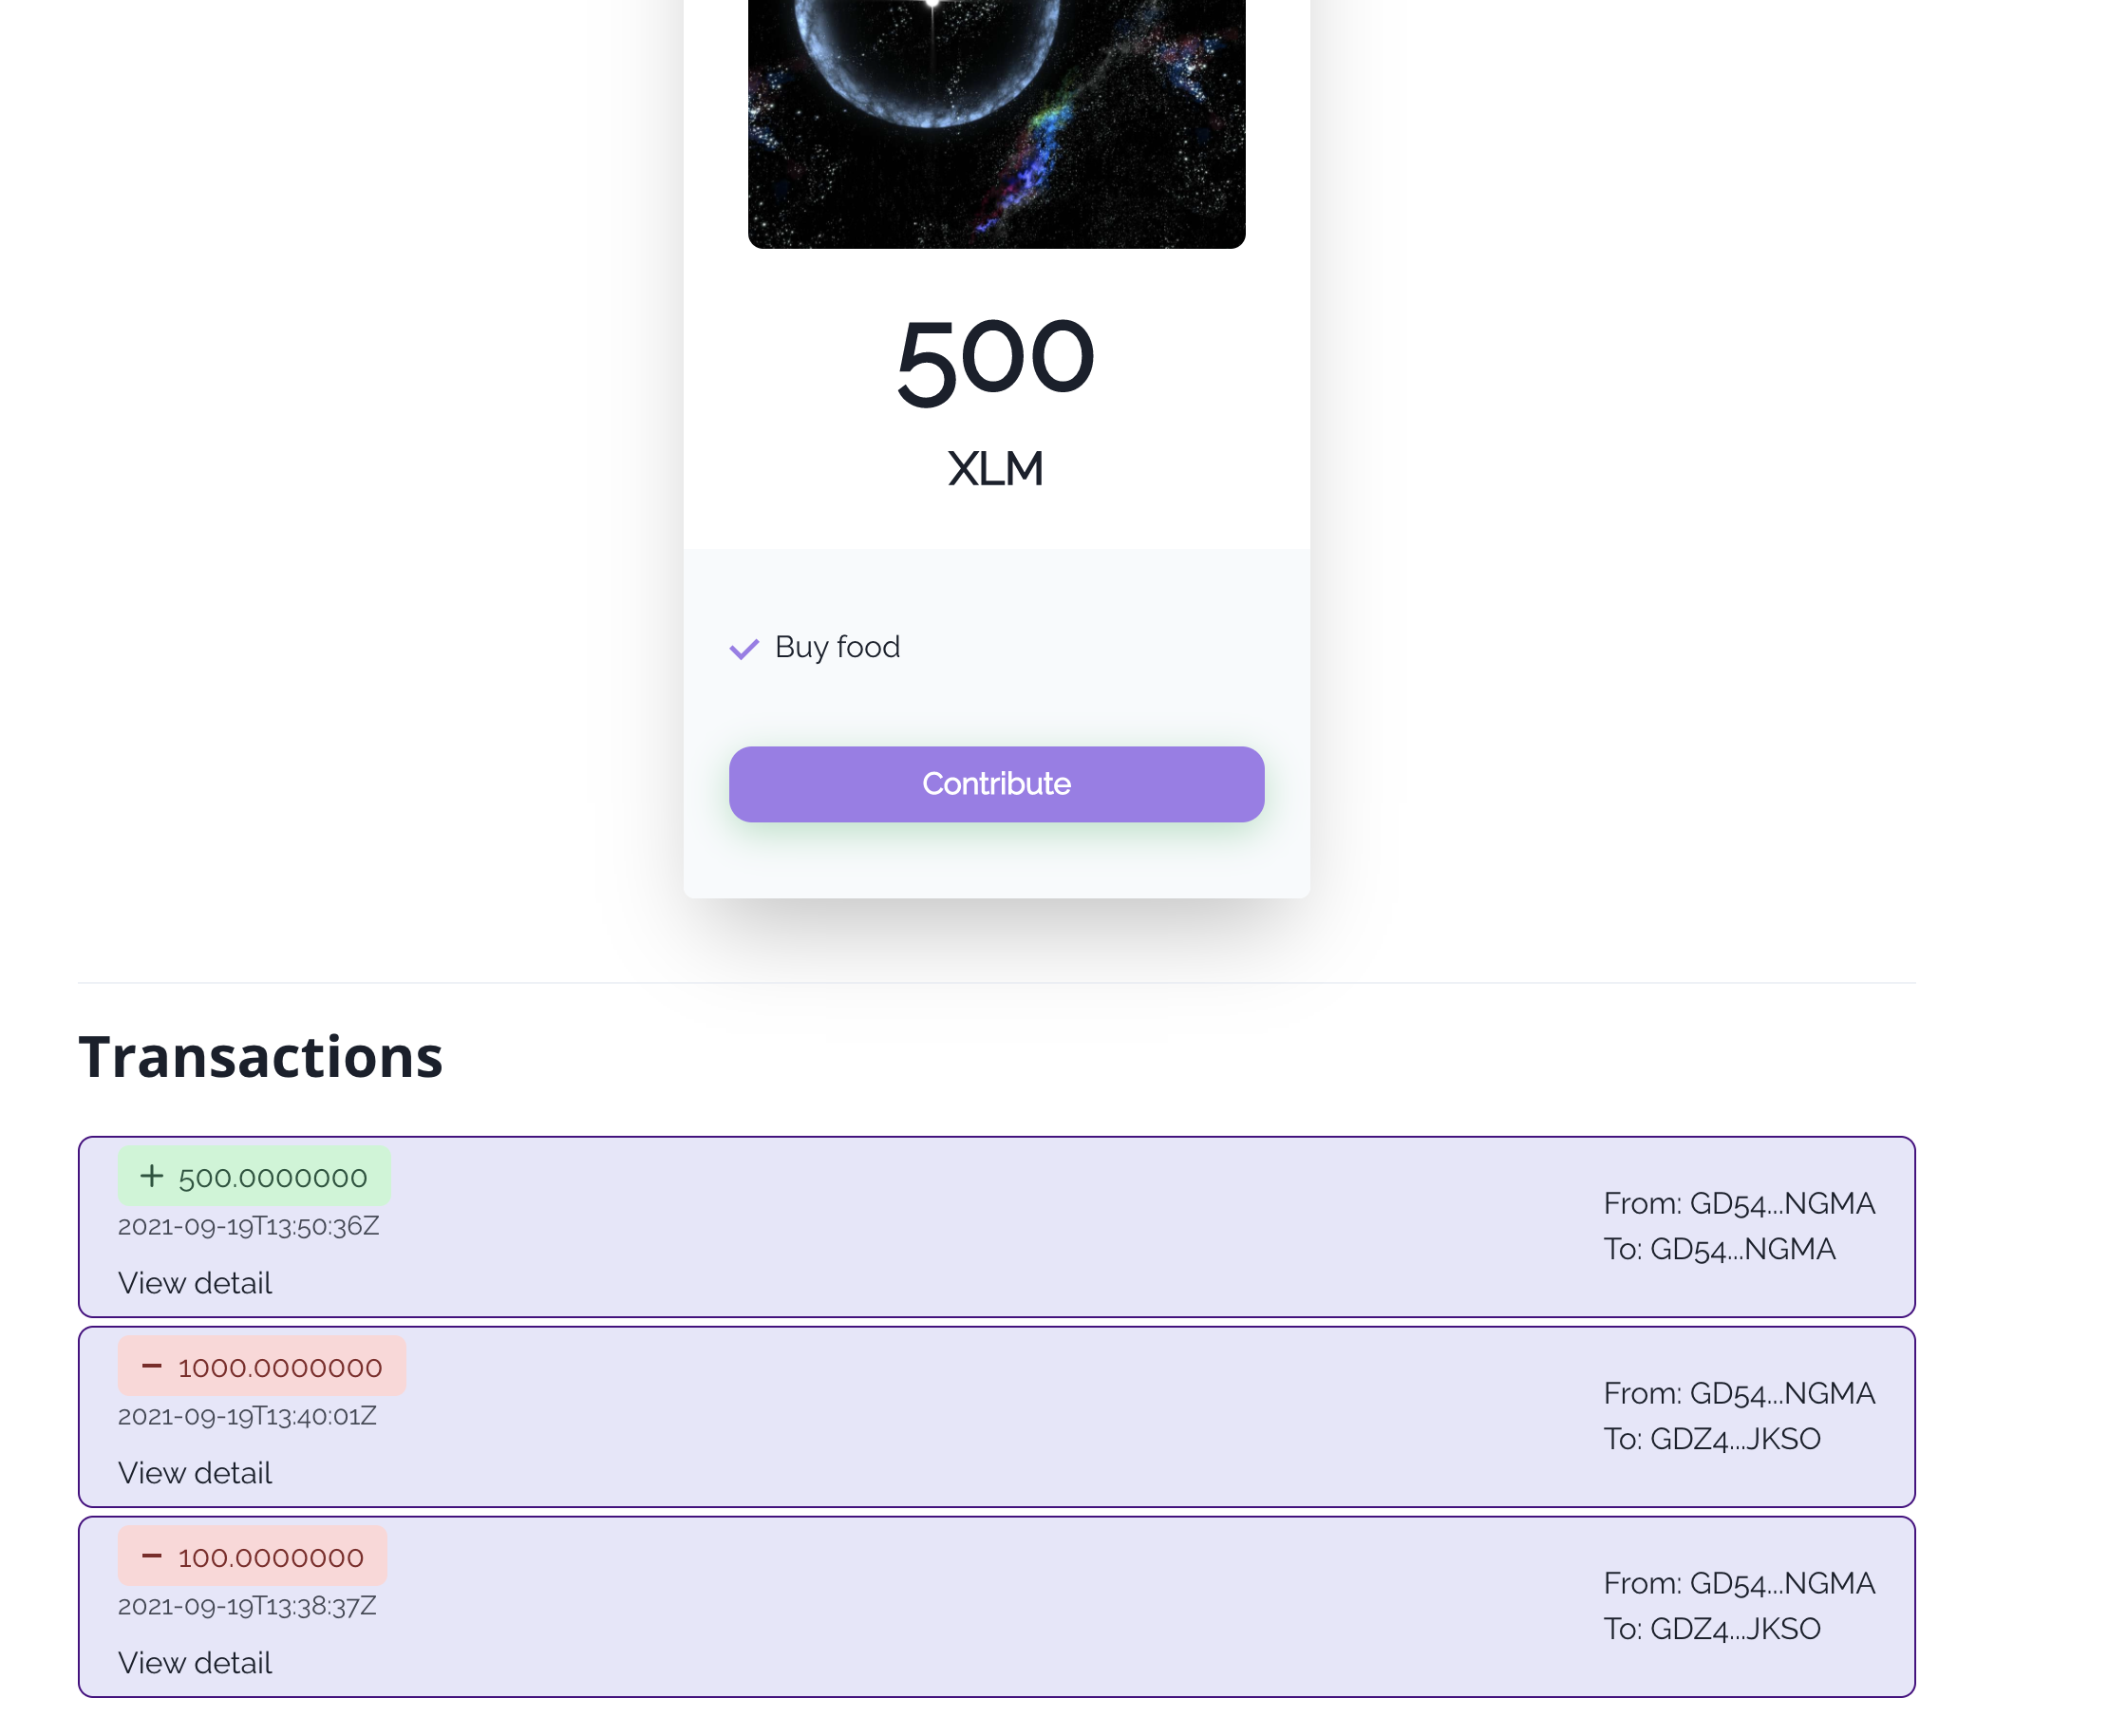 500
XLM
Buy food
Contribute
Transactions
+ 500.0000000
2021-09-19T13:50:36Z
View detail
From: GD54...NGMA
To: GD54...NGMA
− 1000.0000000
2021-09-19T13:40:01Z
View detail
From: GD54...NGMA
To: GDZ4...JKSO
− 100.0000000
2021-09-19T13:38:37Z
View detail
From: GD54...NGMA
To: GDZ4...JKSO